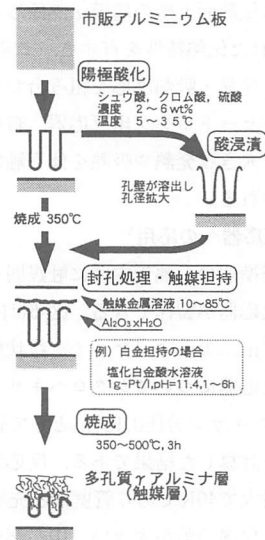 市販アルミニウム板
陽極酸化
シュウ酸，クロム酸，硫酸
濃度 2～6wt%
温度 5～35℃
酸浸漬
孔壁が溶出し
孔径拡大
焼成 350℃
封孔処理・触媒担持
触媒金属溶液 10～85℃
Al2O3xH2O
例）白金担持の場合
塩化白金酸水溶液
1g-Pt/l,pH=11.4,1～6h
焼成
350～500℃, 3h
多孔質γアルミナ層
（触媒層）